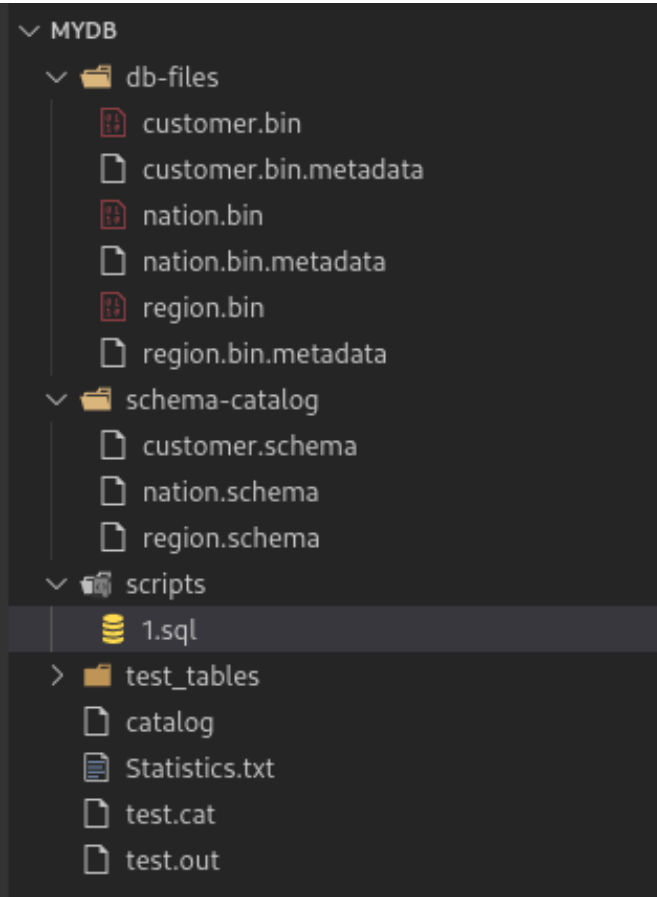 MYDB
db-files
customer.bin
customer.bin.metadata
nation.bin
nation.bin.metadata
region.bin
region.bin.metadata
schema-catalog
customer.schema
nation.schema
region.schema
scripts
1.sql
test_tables
catalog
Statistics.txt
test.cat
test.out